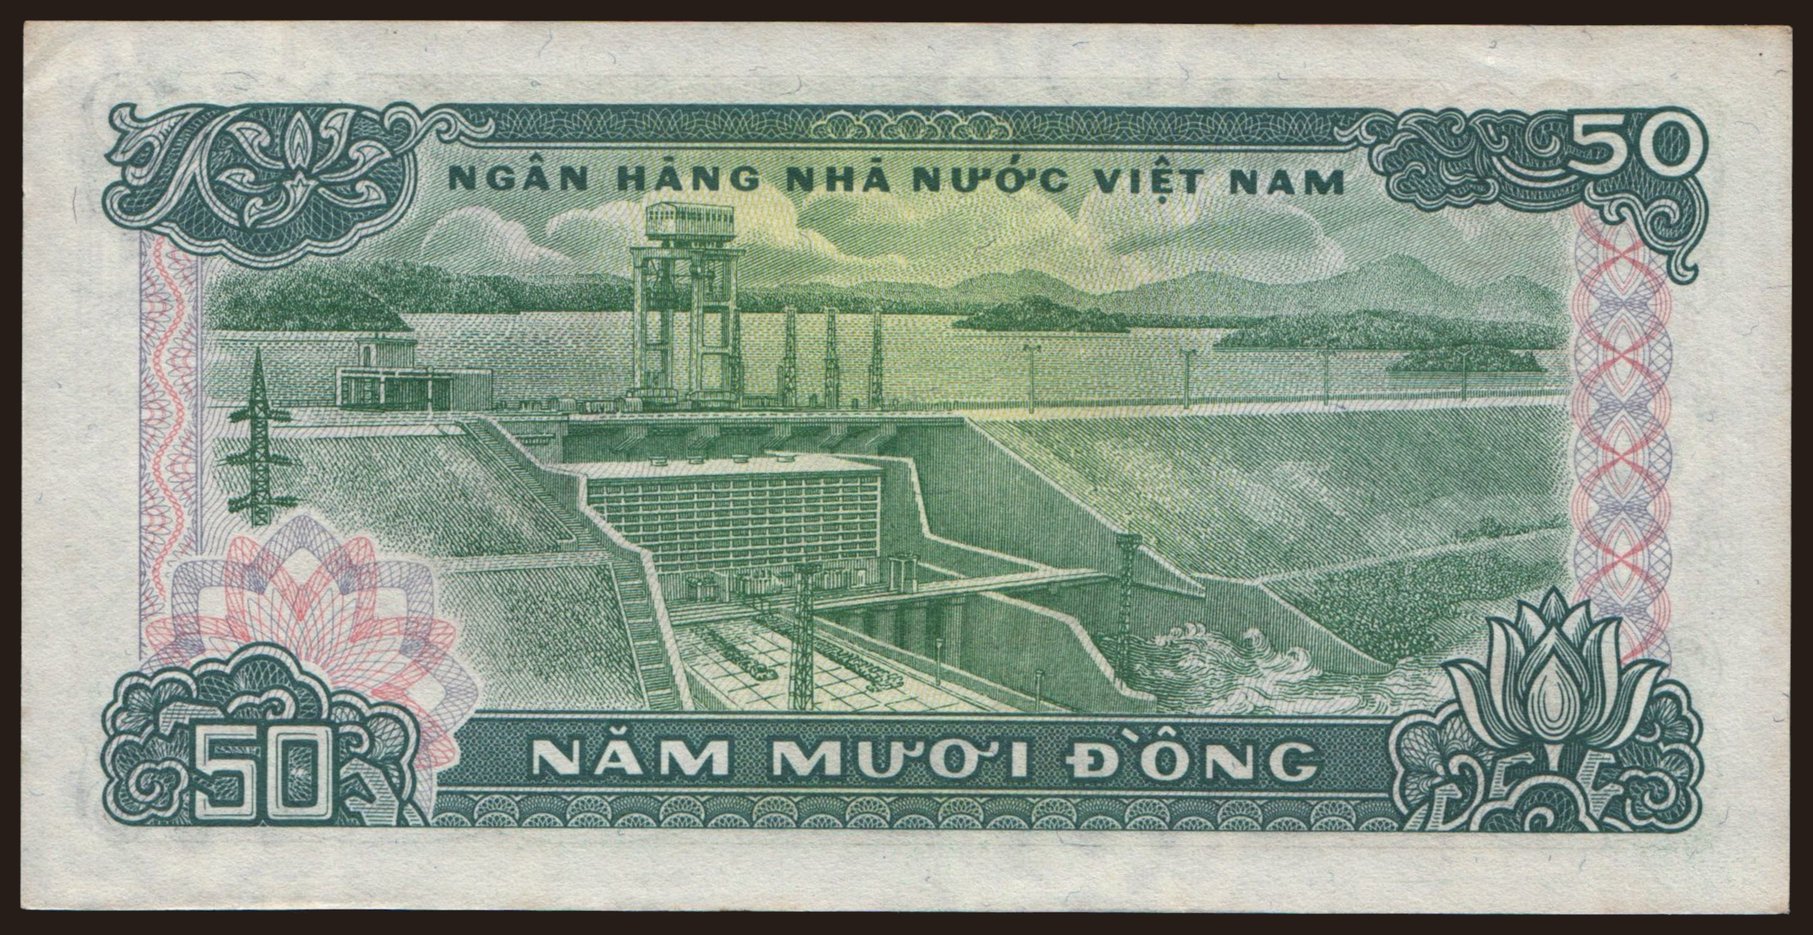 50
NGÂN HÀNG NHÀ NƯỚC VIỆT NAM
50
NĂM MƯƠI ĐỒNG